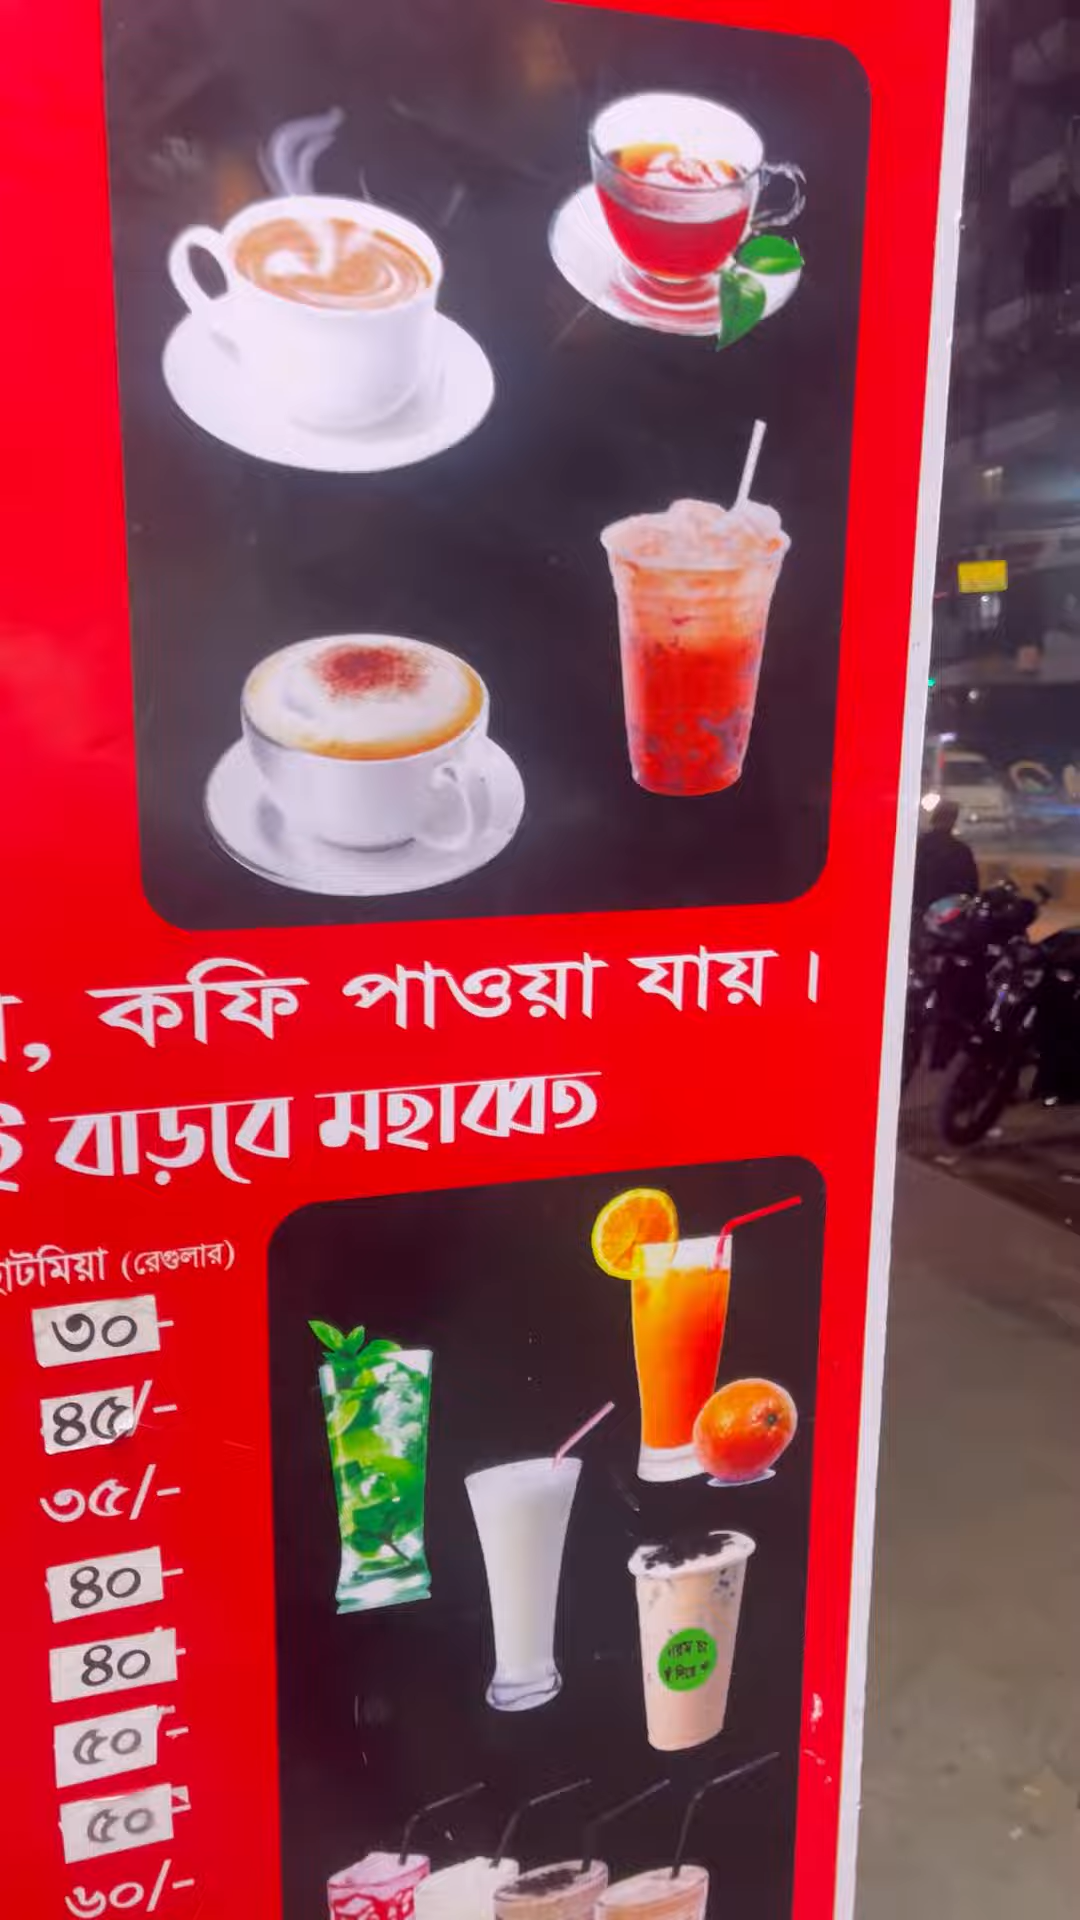 , কফি পাওয়া যায়।
বাড়বে মহাব্বত
(রেগুলার)
৩০-
৪৫/-
৩৫/-
৪০-
৪০-
৫০-
৫০-
৬০/-